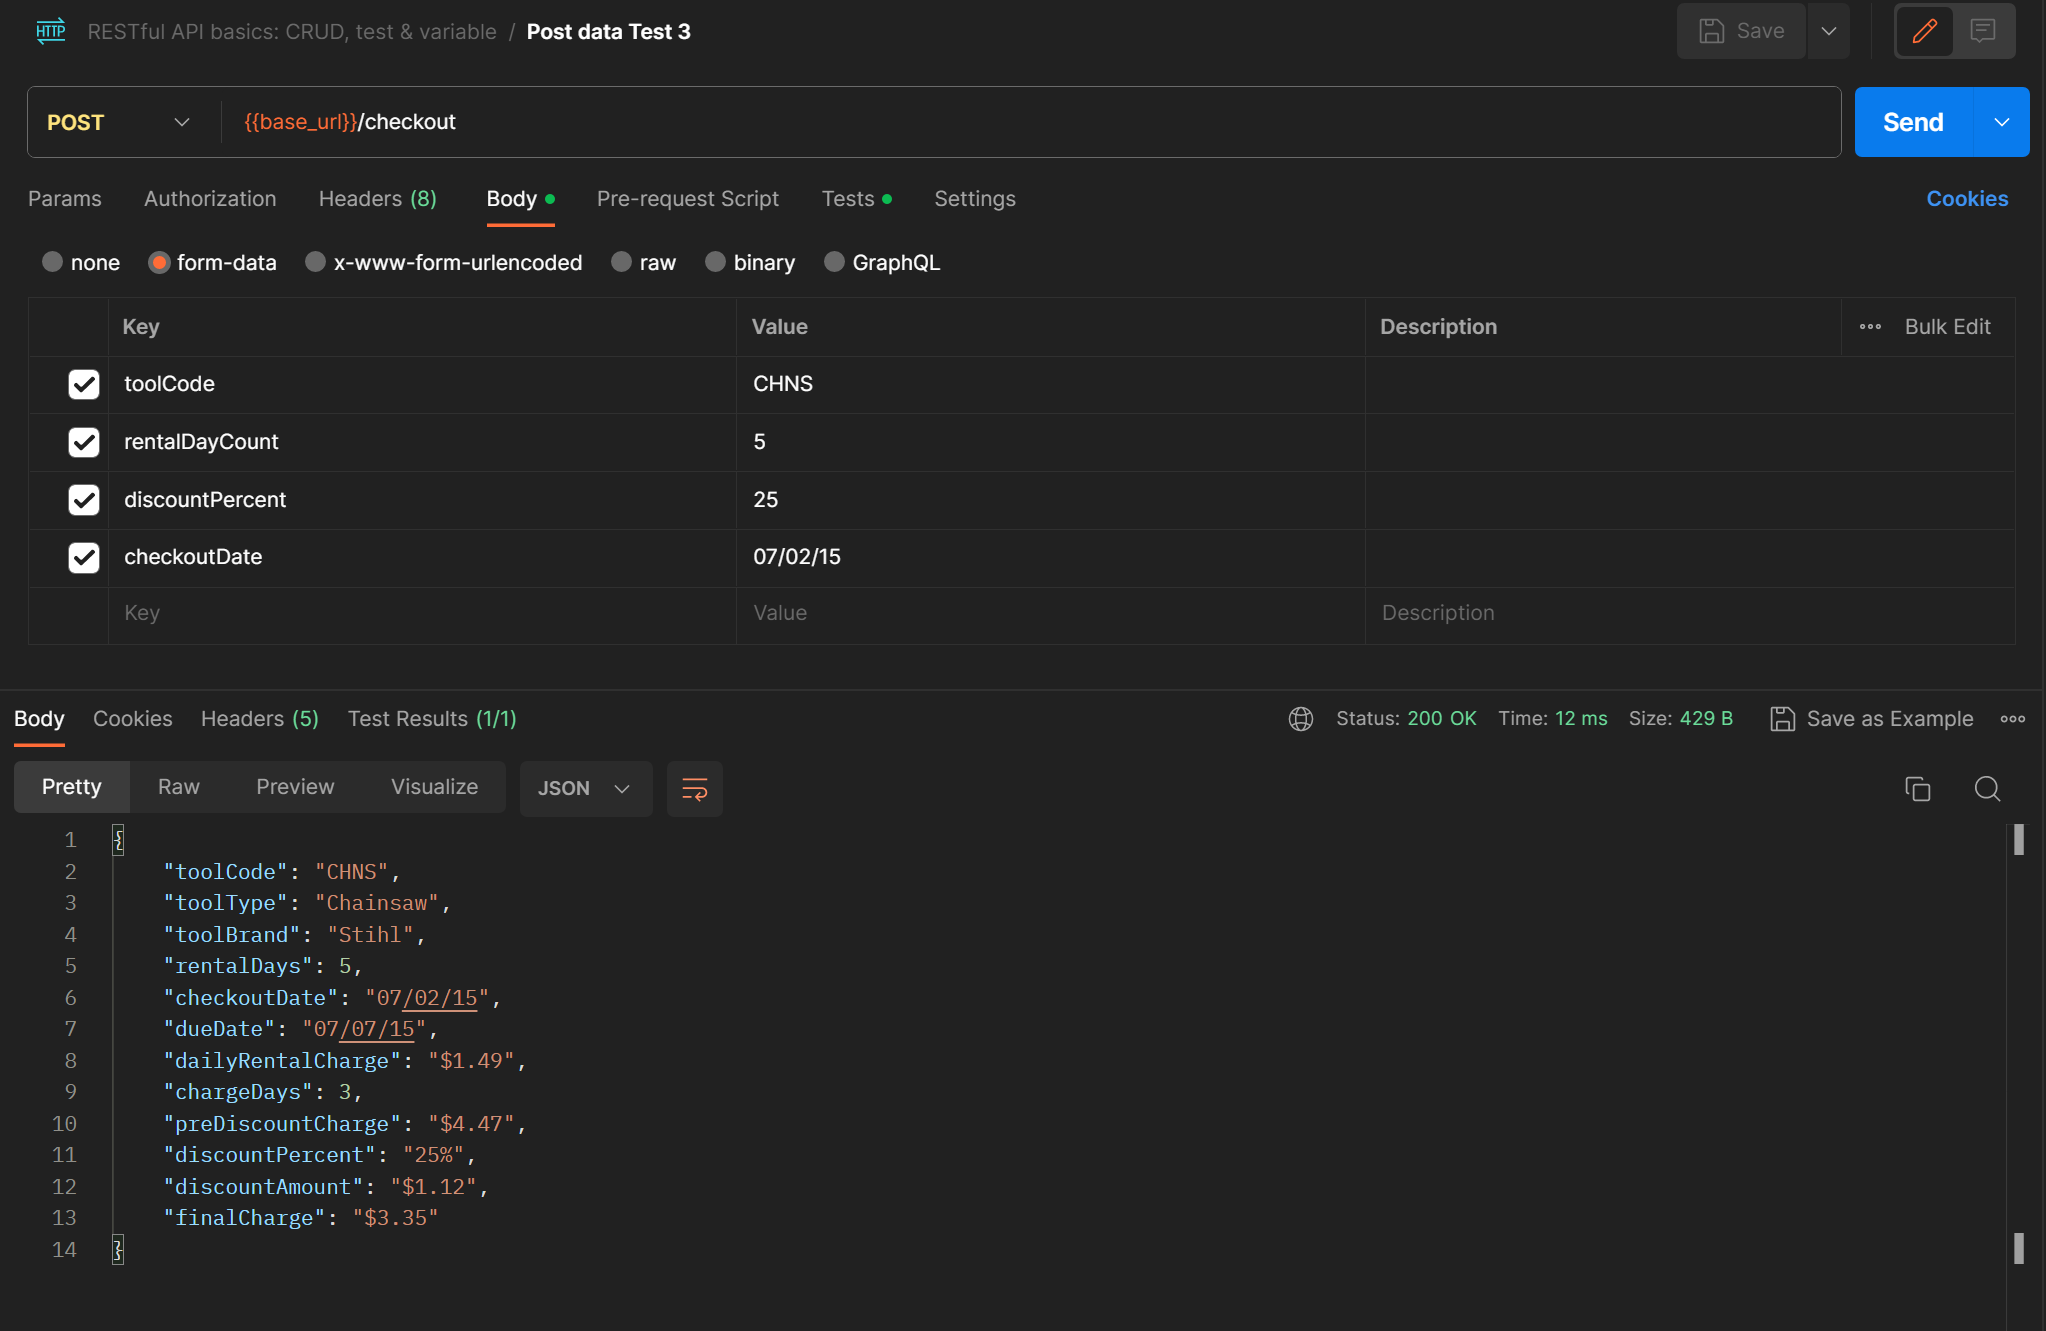 HTTP RESTful API basics: CRUD, test & variable / Post data Test 3 Save
POST {{base_url}}/checkout Send
Params Authorization Headers (8) Body Pre-request Script Tests Settings Cookies
none form-data x-www-form-urlencoded raw binary GraphQL
Key Value Description Bulk Edit
toolCode CHNS
rentalDayCount 5
discountPercent 25
checkoutDate 07/02/15
Key Value Description
Body Cookies Headers (5) Test Results (1/1) Status: 200 OK Time: 12 ms Size: 429 B Save as Example
Pretty Raw Preview Visualize JSON
1 {
2 "toolCode": "CHNS",
3 "toolType": "Chainsaw",
4 "toolBrand": "Stihl",
5 "rentalDays": 5,
6 "checkoutDate": "07/02/15",
7 "dueDate": "07/07/15",
8 "dailyRentalCharge": "$1.49",
9 "chargeDays": 3,
10 "preDiscountCharge": "$4.47",
11 "discountPercent": "25%",
12 "discountAmount": "$1.12",
13 "finalCharge": "$3.35"
14 }